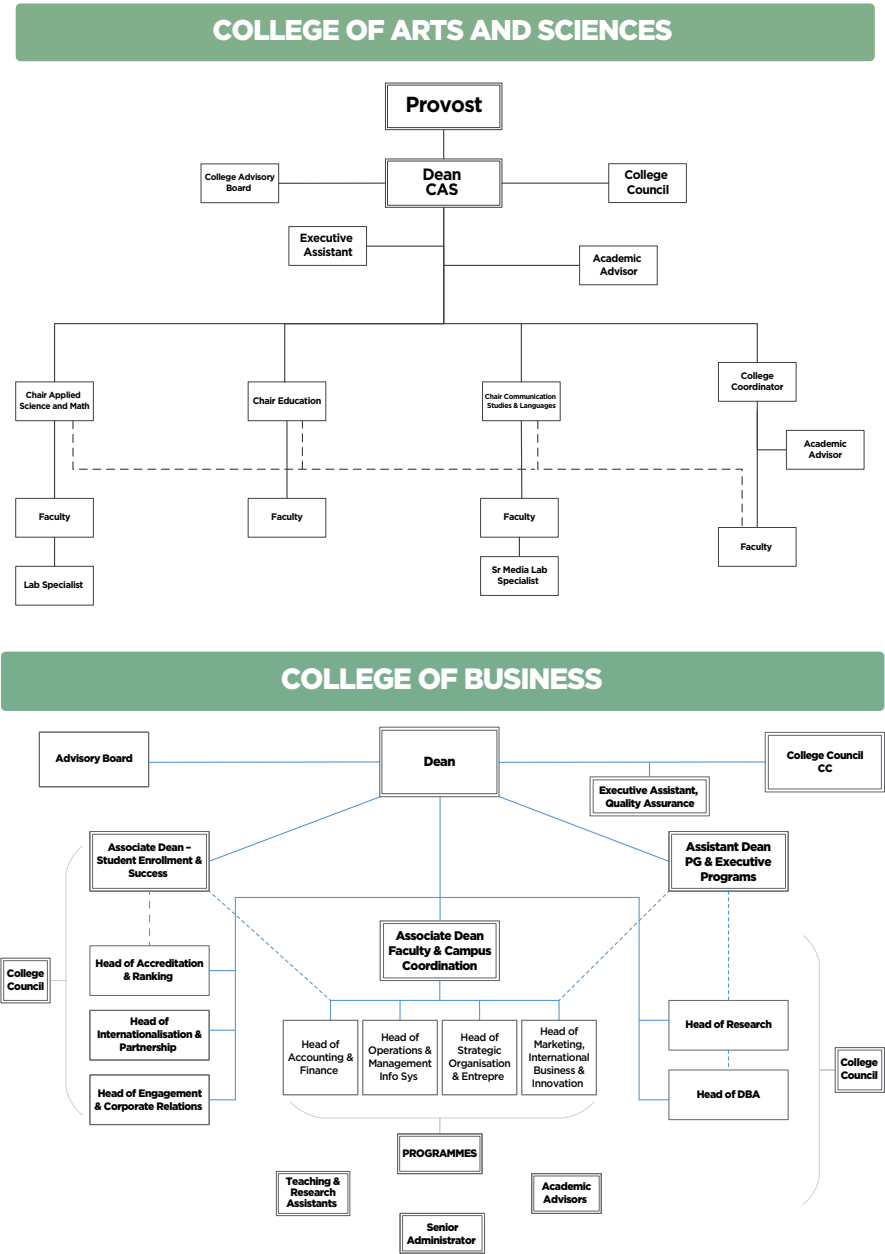 COLLEGE OF ARTS AND SCIENCES
Provost
Dean
CAS
College Advisory
Board
College
Council
Executive
Assistant
Academic
Advisor
Chair Applied
Science and Math
Chair Education
Chair Communication
Studies & Languages
College
Coordinator
Academic
Advisor
Faculty
Faculty
Faculty
Faculty
Lab Specialist
Sr Media Lab
Specialist
COLLEGE OF BUSINESS
Advisory Board
Dean
College Council
CC
Executive Assistant,
Quality Assurance
Associate Dean –
Student Enrollment &
Success
Assistant Dean
PG & Executive
Programs
Associate Dean
Faculty & Campus
Coordination
College
Council
Head of Accreditation
& Ranking
Head of
Internationalisation &
Partnership
Head of Engagement
& Corporate Relations
Head of
Accounting &
Finance
Head of
Operations &
Management
Info Sys
Head of
Strategic
Organisation
& Entrepre
Head of
Marketing,
International
Business &
Innovation
Head of Research
Head of DBA
College
Council
PROGRAMMES
Teaching &
Research
Assistants
Academic
Advisors
Senior
Administrator